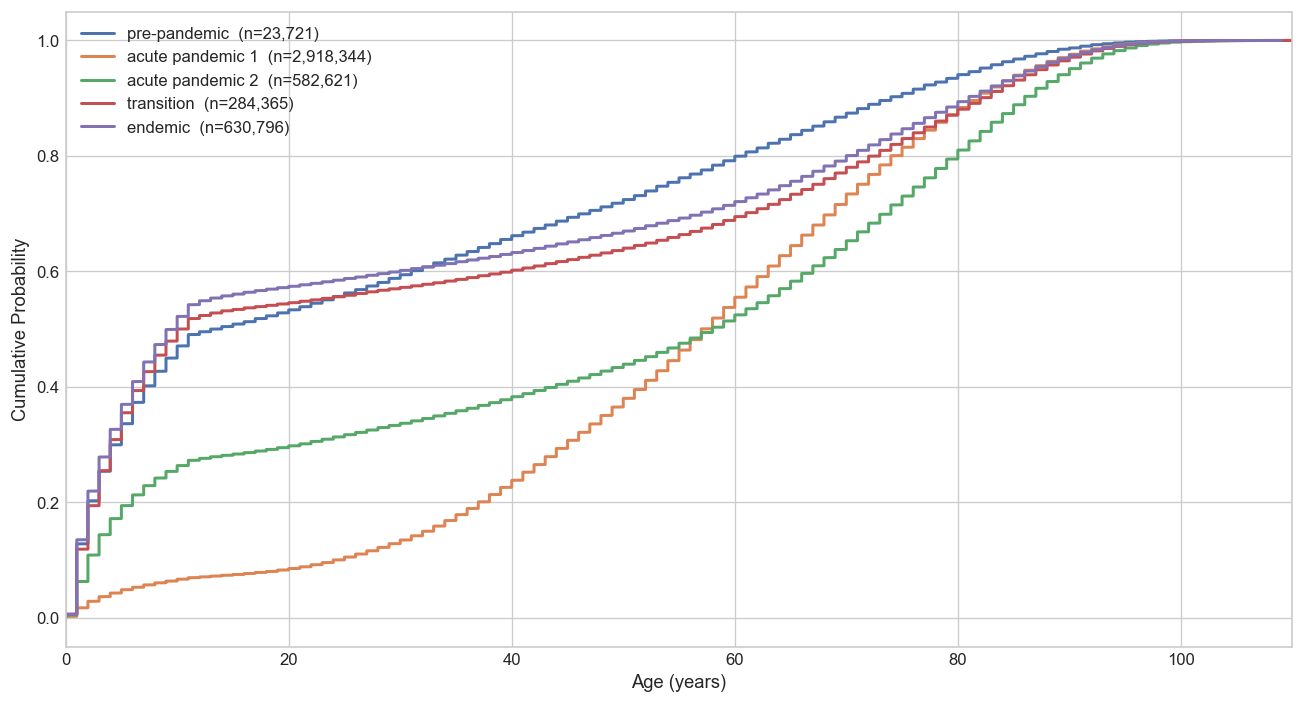 pre-pandemic (n=23,721)
acute pandemic 1 (n=2,918,344)
acute pandemic 2 (n=582,621)
transition (n=284,365)
endemic (n=630,796)
Cumulative Probability
1.0
0.8
0.6
0.4
0.2
0.0
0 20 40 60 80 100
Age (years)